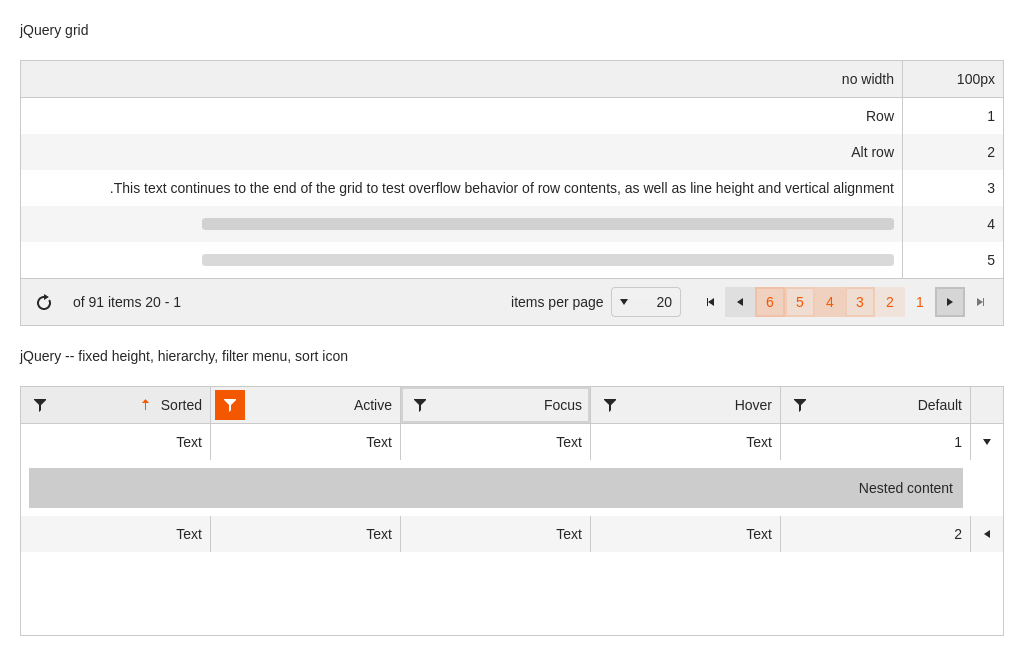 jQuery grid
no width 100px
Row 1
Alt row 2
.This text continues to the end of the grid to test overflow behavior of row contents, as well as line height and vertical alignment 3
4
5
of 91 items 20 - 1 items per page 20 6 5 4 3 2 1
jQuery -- fixed height, hierarchy, filter menu, sort icon
Sorted Active Focus Hover Default
Text Text Text Text 1
Nested content
Text Text Text Text 2